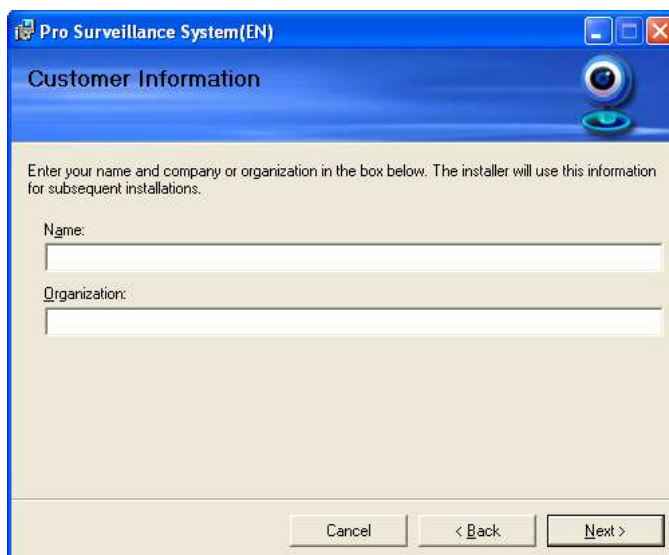 Pro Surveillance System(EN)
Customer Information
Enter your name and company or organization in the box below. The installer will use this information
for subsequent installations.
Name:
Organization:
Cancel
< Back
Next >